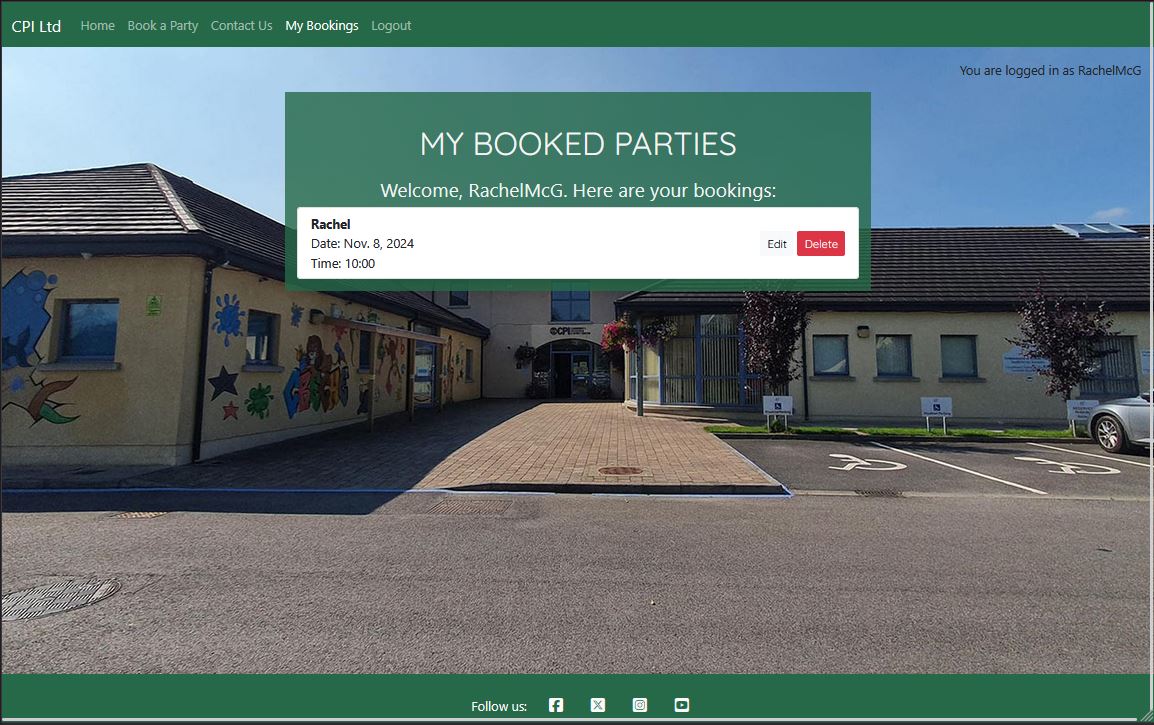 CPI Ltd Home Book a Party Contact Us My Bookings Logout
You are logged in as RachelMcG
MY BOOKED PARTIES
Welcome, RachelMcG. Here are your bookings:
Rachel
Date: Nov. 8, 2024
Edit Delete
Time: 10:00
CPI
Follow us: